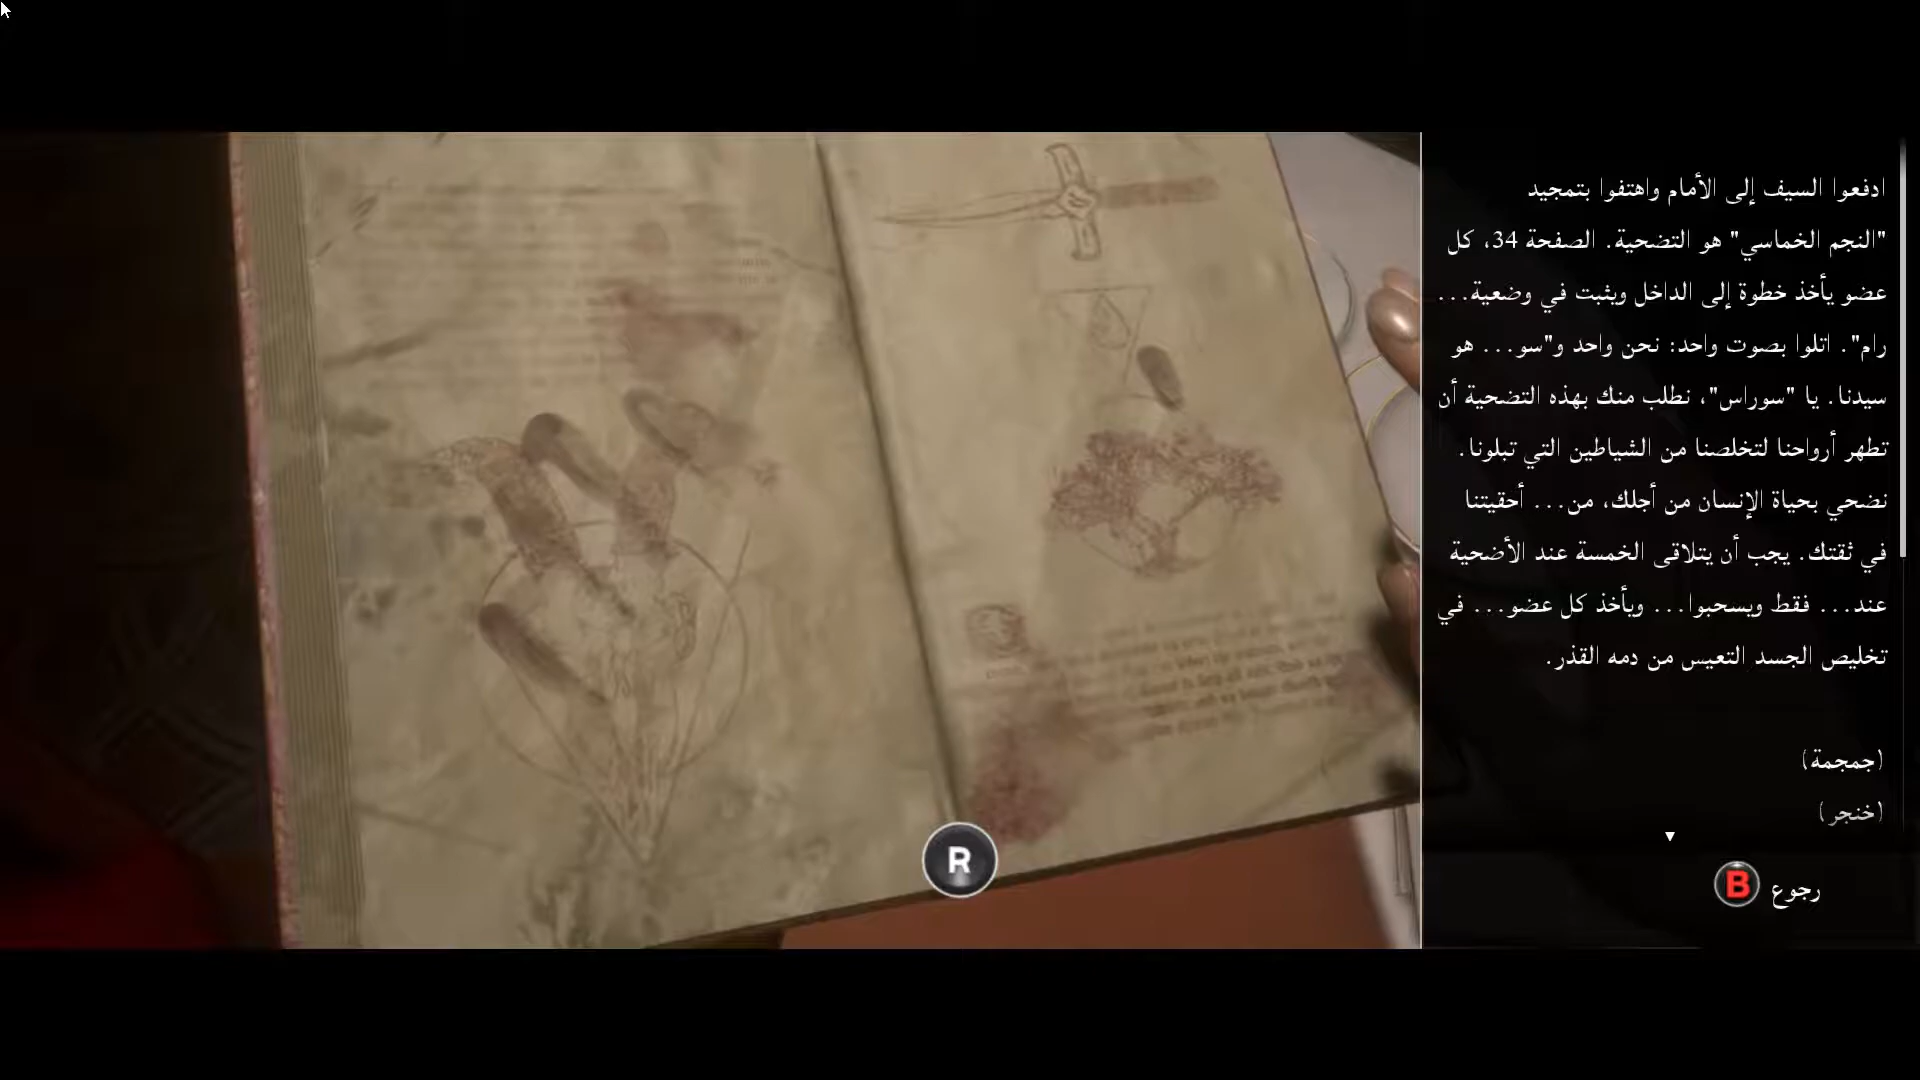 ادفعوا السيف إلى الأمام واهتفوا بتمجيد
"النجم الخماسي" هو التضحية. الصفحة 34، كل
عضو يأخذ خطوة إلى الداخل ويثبت في وضعية...
رام". اتلوا بصوت واحد: نحن واحد و"سو... هو
سيدنا. يا "سوراس"، نطلب منك بهذه التضحية أن
تطهر أرواحنا لتخلصنا من الشياطين التي تبلونا.
نضحي بحياة الإنسان من أجلك، من... أحقيتنا
في ثقتك. يجب أن يتلاقى الخمسة عند الأضحية
عند... فقط ويسحبوا... ويأخذ كل عضو... في
تخليص الجسد التعيس من دمه القذر.
(جمجمة)
(خنجر)
R
B رجوع